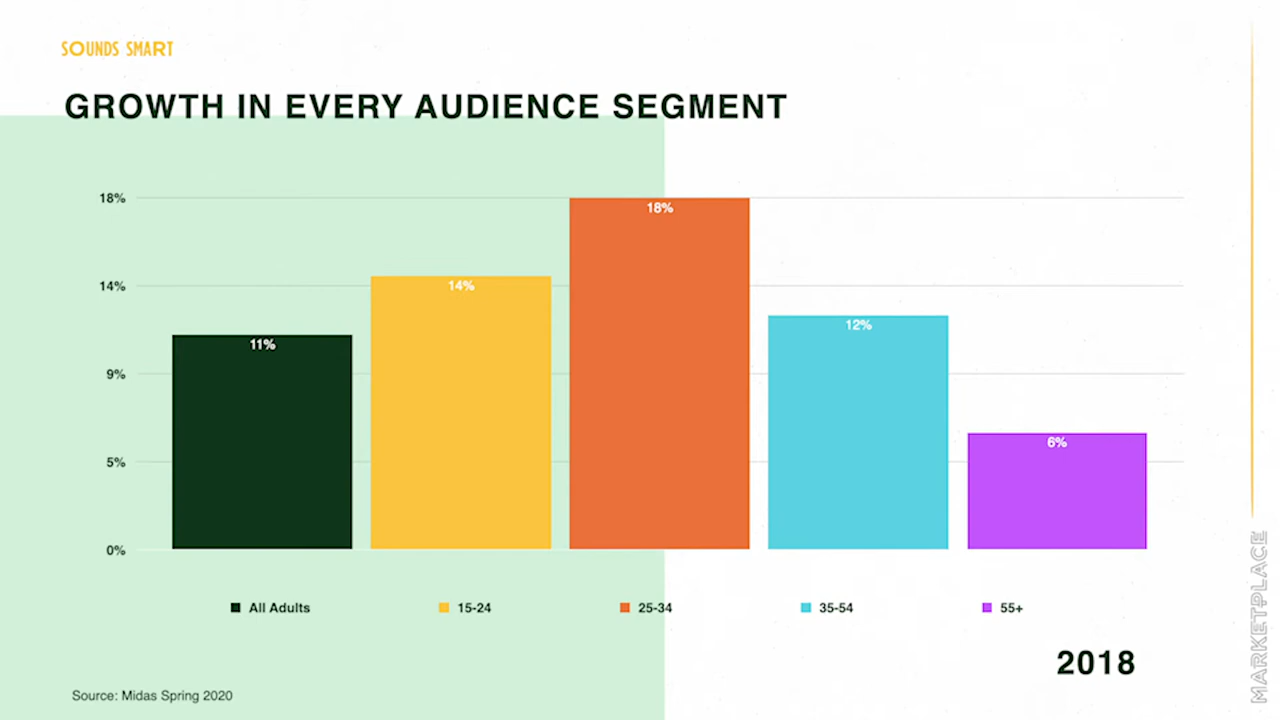 SOUNDS SMART
GROWTH IN EVERY AUDIENCE SEGMENT
18%
18%
14%
14%
12%
11%
9%
6%
5%
0%
All Adults 15-24 25-34 35-54 55+
2018
Source: Midas Spring 2020
MARKETPLACE